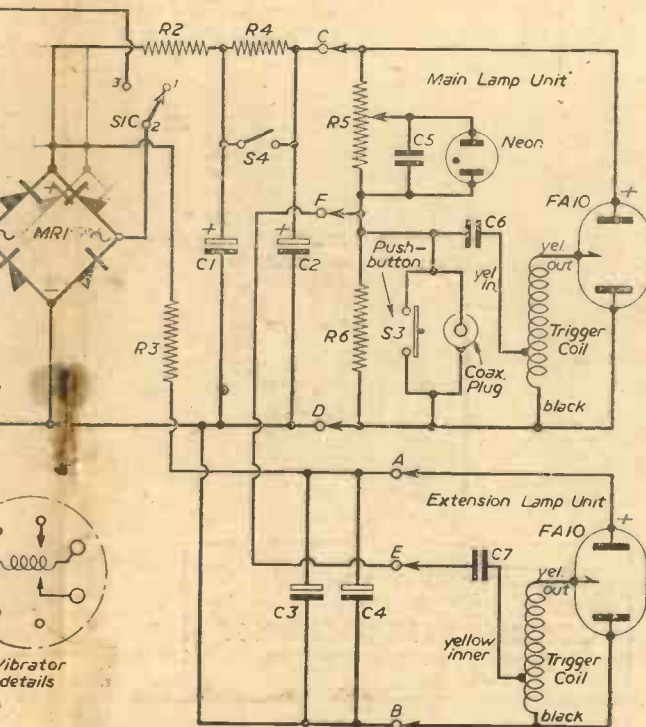 R2
R4
C
3
1
S1C
2
Main Lamp Unit
R5
C5
Neon
S4
+
MR1
F
FA10
+
C6
+
C1
+
C2
Push-
button
yel.
in.
yel.
out
R3
R6
S3
Trigger
Coil
Coax.
Plug
D
black
A
Extension Lamp Unit
FA10
+
E
C7
yel.
out
C3
C4
yellow
inner
Trigger
Coil
Vibrator
details
B
black